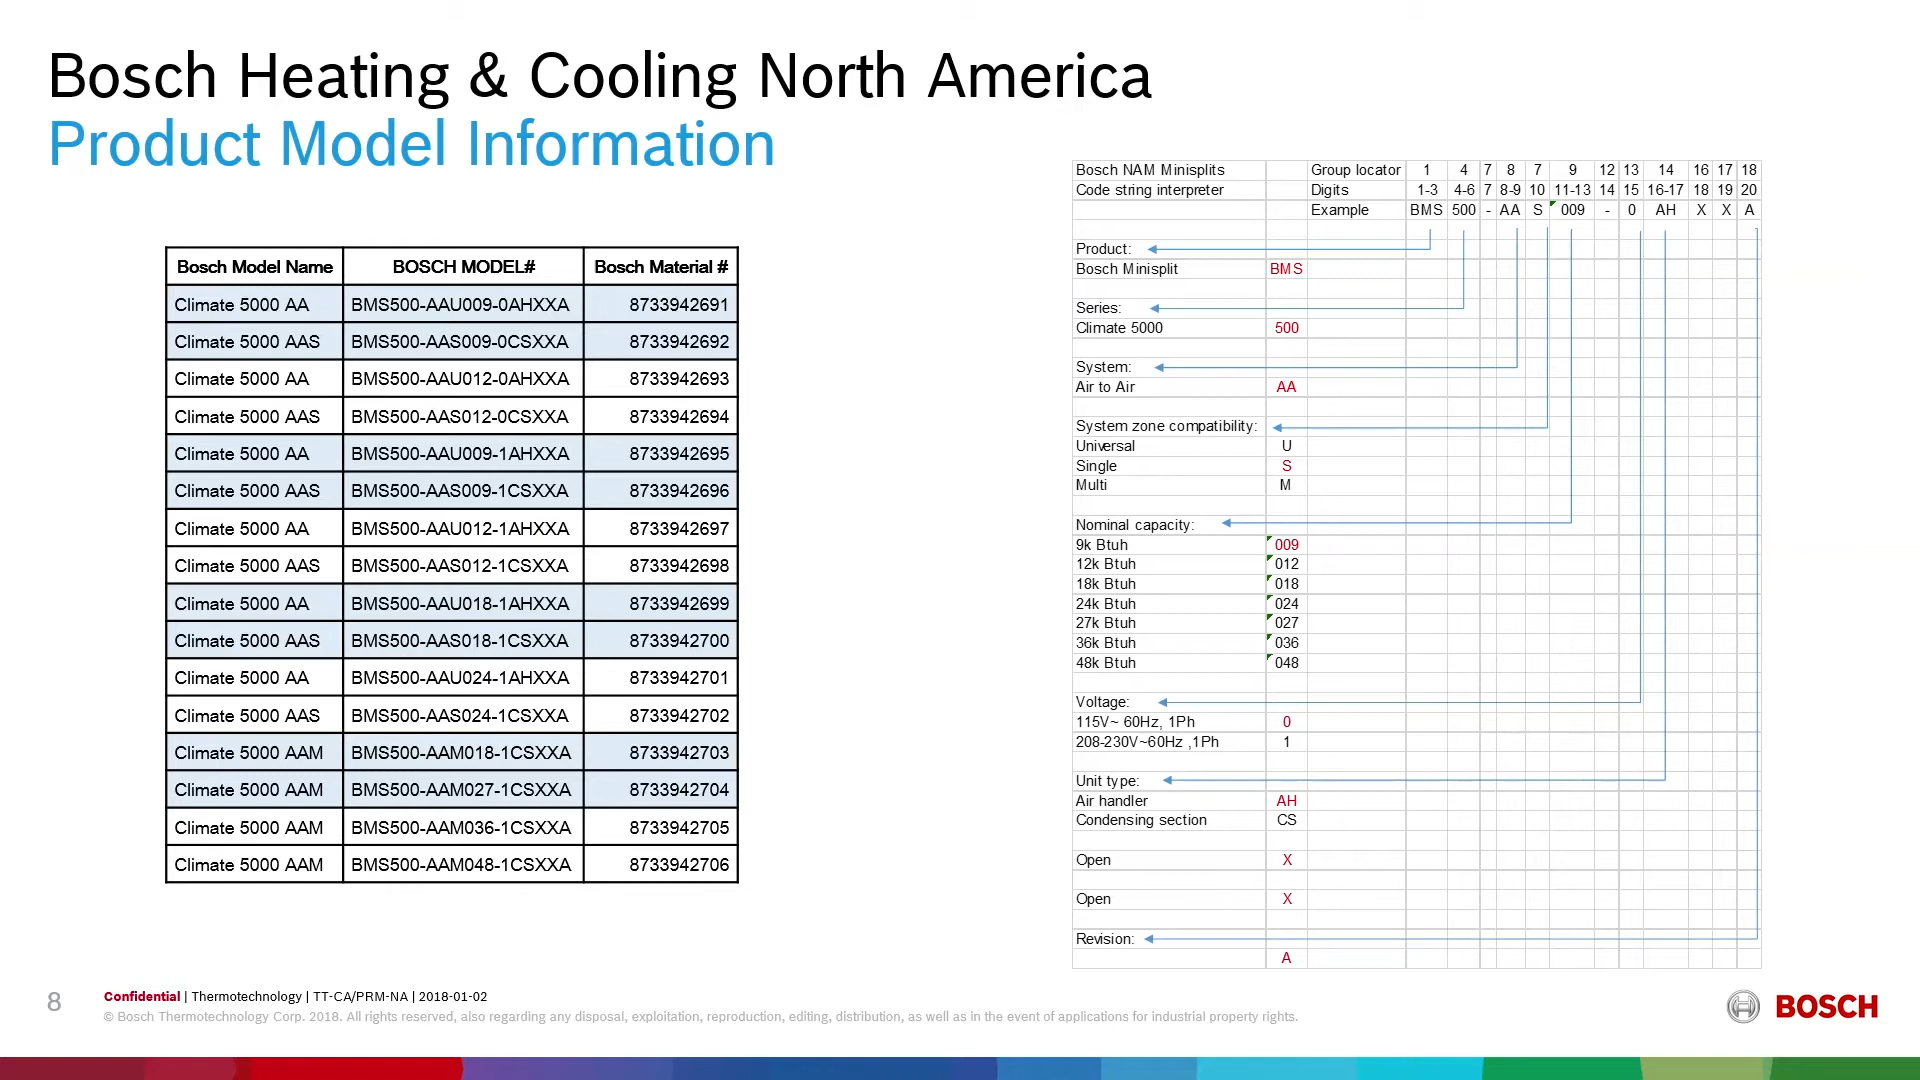 Bosch Heating & Cooling North America
Product Model Information
Bosch Model Name BOSCH MODEL# Bosch Material #
Climate 5000 AA BMS500-AAU009-0AHXXA 8733942691
Climate 5000 AAS BMS500-AAS009-0CSXXA 8733942692
Climate 5000 AA BMS500-AAU012-0AHXXA 8733942693
Climate 5000 AAS BMS500-AAS012-0CSXXA 8733942694
Climate 5000 AA BMS500-AAU009-1AHXXA 8733942695
Climate 5000 AAS BMS500-AAS009-1CSXXA 8733942696
Climate 5000 AA BMS500-AAU012-1AHXXA 8733942697
Climate 5000 AAS BMS500-AAS012-1CSXXA 8733942698
Climate 5000 AA BMS500-AAU018-1AHXXA 8733942699
Climate 5000 AAS BMS500-AAS018-1CSXXA 8733942700
Climate 5000 AA BMS500-AAU024-1AHXXA 8733942701
Climate 5000 AAS BMS500-AAS024-1CSXXA 8733942702
Climate 5000 AAM BMS500-AAM018-1CSXXA 8733942703
Climate 5000 AAM BMS500-AAM027-1CSXXA 8733942704
Climate 5000 AAM BMS500-AAM036-1CSXXA 8733942705
Climate 5000 AAM BMS500-AAM048-1CSXXA 8733942706
Bosch NAM Minisplits Group locator 1 4 7 8 7 9 12 13 14 16 17 18
Code string interpreter Digits 1-3 4-6 7 8-9 10 11-13 14 15 16-17 18 19 20
Example BMS 500 - AA S 009 - 0 AH X X A
Product:
Bosch Minisplit BMS
Series:
Climate 5000 500
System:
Air to Air AA
System zone compatibility:
Universal U
Single S
Multi M
Nominal capacity:
9k Btuh 009
12k Btuh 012
18k Btuh 018
24k Btuh 024
27k Btuh 027
36k Btuh 036
48k Btuh 048
Voltage:
115V~ 60Hz, 1Ph 0
208-230V~60Hz ,1Ph 1
Unit type:
Air handler AH
Condensing section CS
Open X
Open X
Revision:
A
8 Confidential | Thermotechnology | TT-CA/PRM-NA | 2018-01-02
© Bosch Thermotechnology Corp. 2018. All rights reserved, also regarding any disposal, exploitation, reproduction, editing, distribution, as well as in the event of applications for industrial property rights.
BOSCH